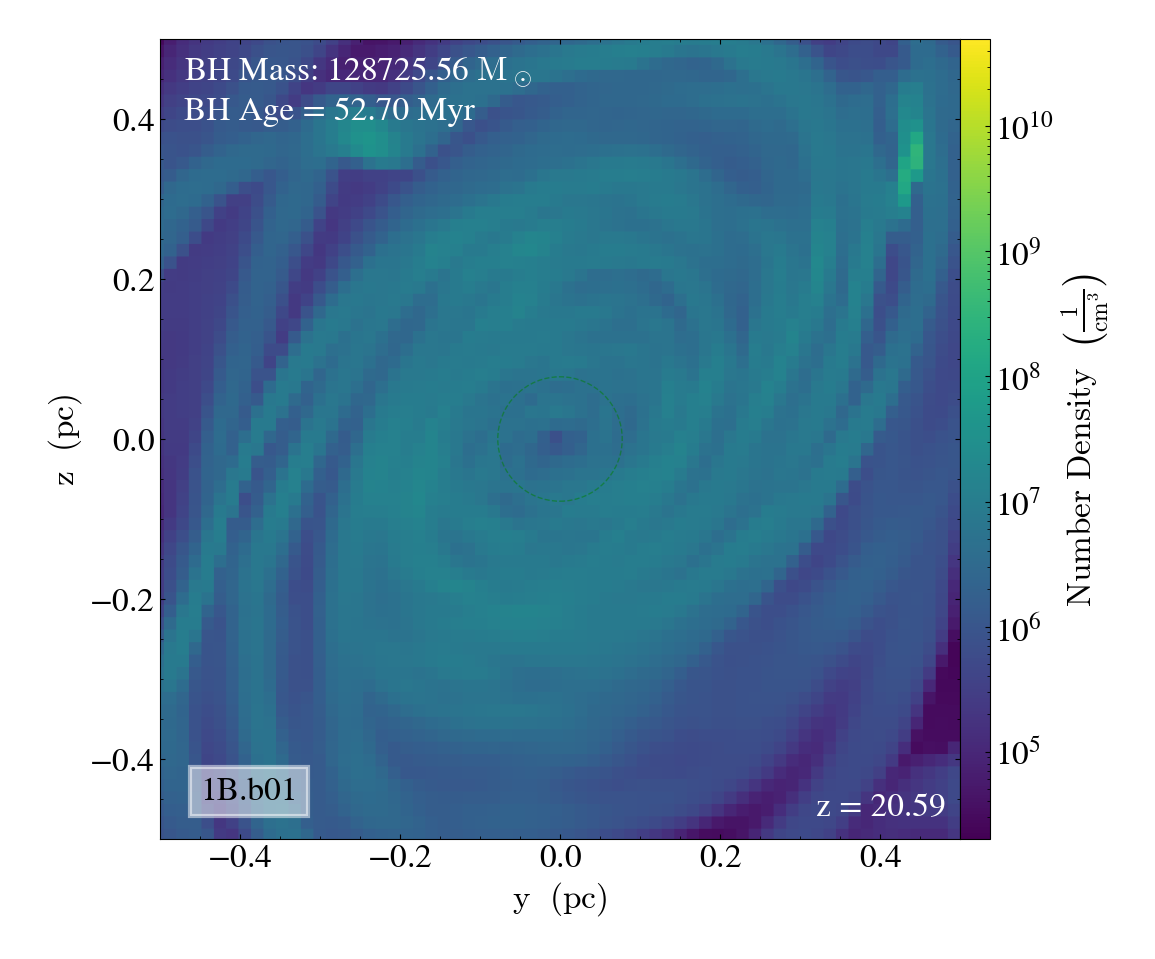 BH Mass: 128725.56 M⊙
BH Age = 52.70 Myr
0.4
0.2
0.0
−0.2
−0.4
z (pc)
1B.b01
z = 20.59
−0.4 −0.2 0.0 0.2 0.4
y (pc)
10¹⁰
10⁹
10⁸
10⁷
10⁶
10⁵
Number Density (1/cm³)